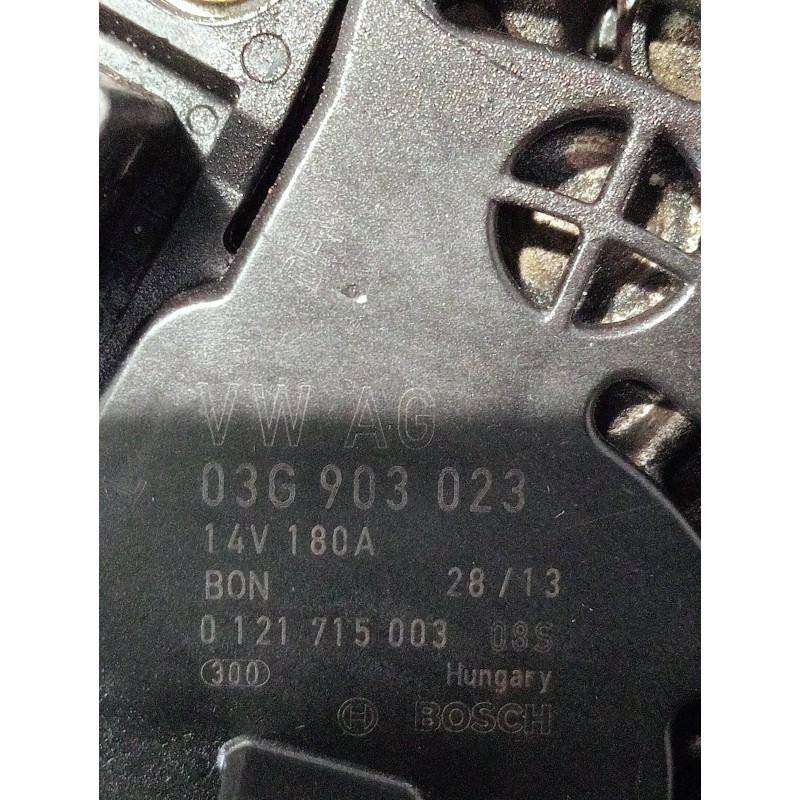 VW AG
03G 903 023
14V 180A
BON 28/13
0 121 715 003 08S
300 Hungary
BOSCH